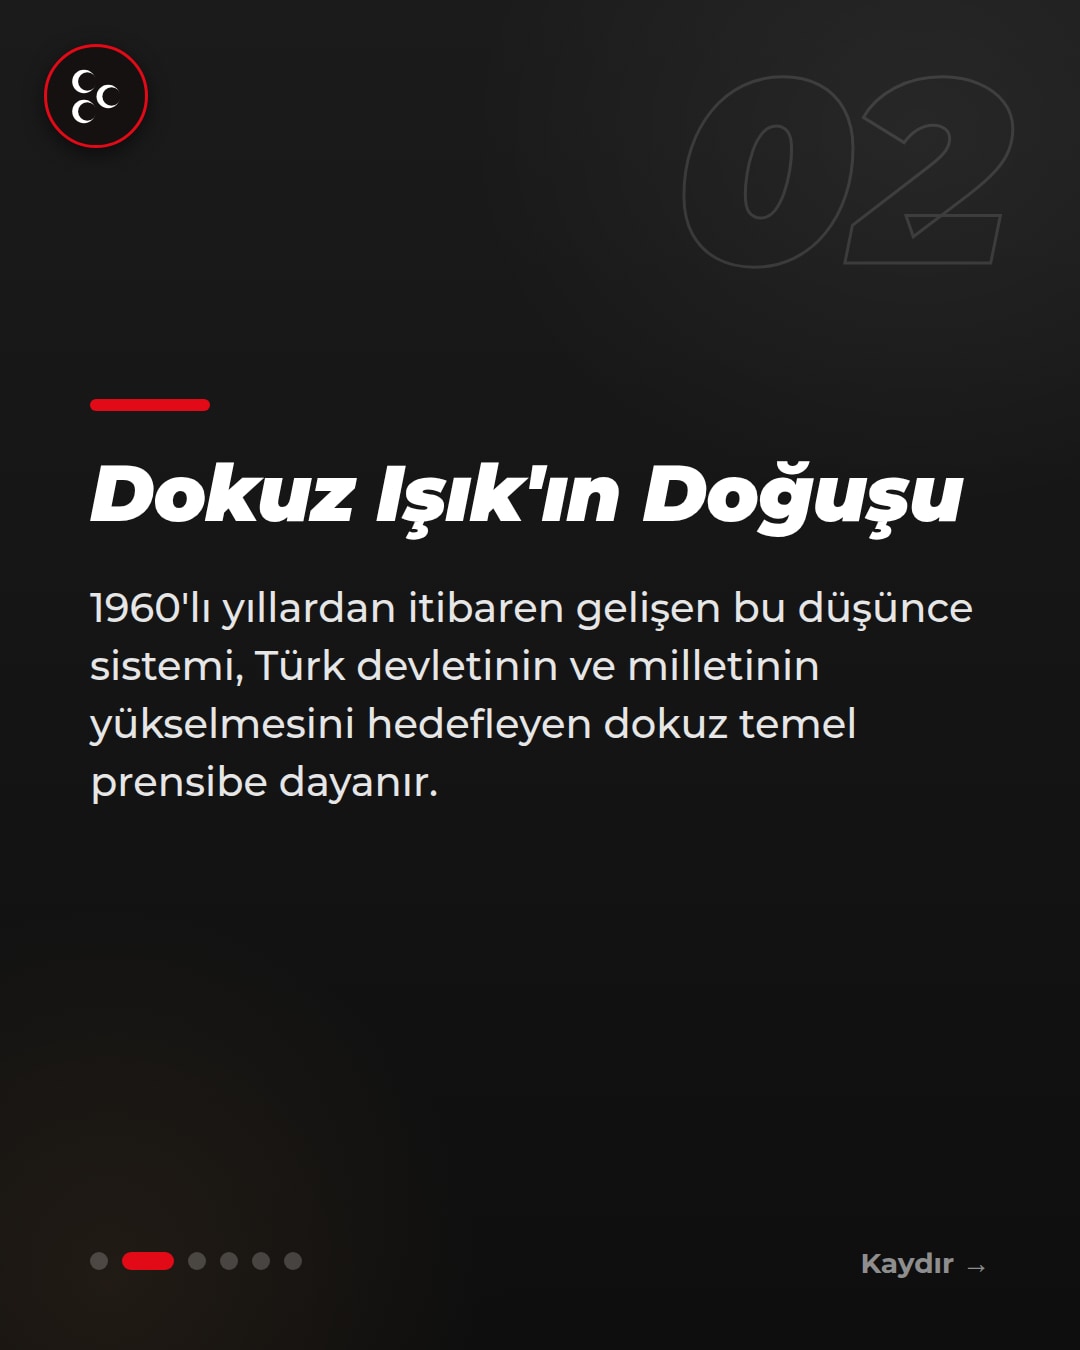 02
Dokuz Işık'ın Doğuşu
1960'lı yıllardan itibaren gelişen bu düşünce
sistemi, Türk devletinin ve milletinin
yükselmesini hedefleyen dokuz temel
prensibe dayanır.
Kaydır →